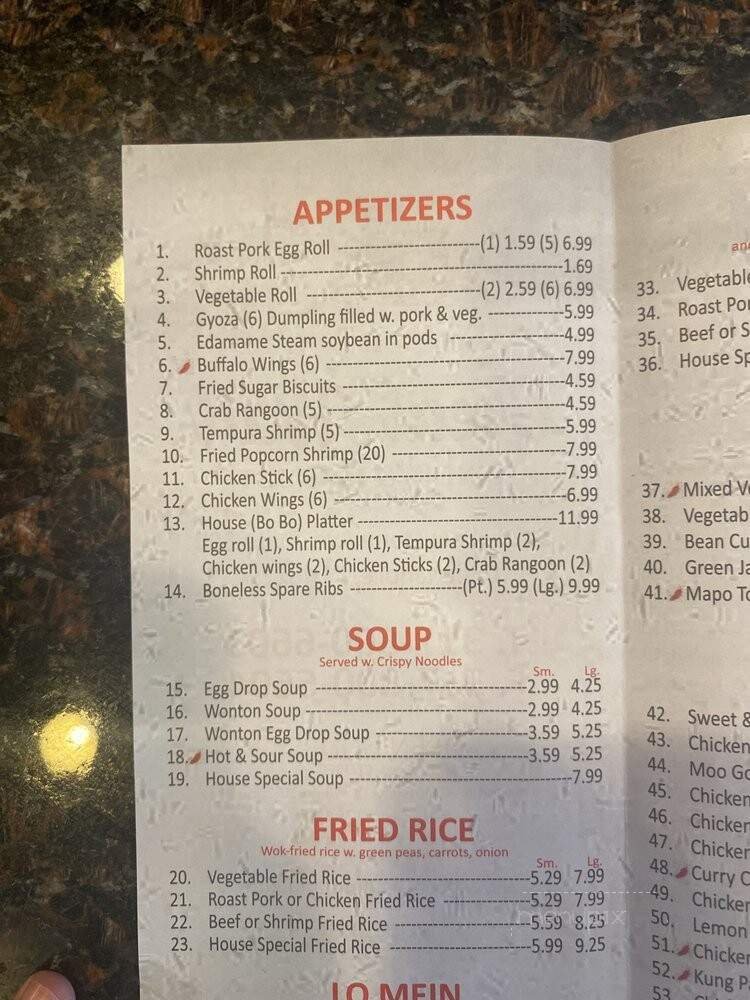 APPETIZERS
1. Roast Pork Egg Roll --------------------------(1) 1.59 (5) 6.99
2. Shrimp Roll ----------------------------------------------------1.69
3. Vegetable Roll --------------------------------(2) 2.59 (6) 6.99
4. Gyoza (6) Dumpling filled w. pork & veg. --------------5.99
5. Edamame Steam soybean in pods ---------------------4.99
6. Buffalo Wings (6) --------------------------------------------7.99
7. Fried Sugar Biscuits -----------------------------------------4.59
8. Crab Rangoon (5) --------------------------------------------4.59
9. Tempura Shrimp (5) -----------------------------------------5.99
10. Fried Popcorn Shrimp (20) --------------------------------7.99
11. Chicken Stick (6) ----------------------------------------------7.99
12. Chicken Wings (6) -------------------------------------------6.99
13. House (Bo Bo) Platter -------------------------------------11.99
Egg roll (1), Shrimp roll (1), Tempura Shrimp (2),
Chicken wings (2), Chicken Sticks (2), Crab Rangoon (2)
14. Boneless Spare Ribs ---------------------(Pt.) 5.99 (Lg.) 9.99
SOUP
Served w. Crispy Noodles
Sm. Lg.
15. Egg Drop Soup ---------------------------------------2.99 4.25
16. Wonton Soup -----------------------------------------2.99 4.25
17. Wonton Egg Drop Soup ----------------------------3.59 5.25
18. Hot & Sour Soup -------------------------------------3.59 5.25
19. House Special Soup -----------------------------------------7.99
FRIED RICE
Wok-fried rice w. green peas, carrots, onion
Sm. Lg.
20. Vegetable Fried Rice --------------------------------5.29 7.99
21. Roast Pork or Chicken Fried Rice ----------------5.29 7.99
22. Beef or Shrimp Fried Rice --------------------------5.59 8.25
23. House Special Fried Rice --------------------------5.99 9.25
LO MEIN
33. Vegetable
34. Roast
35. Beef or
36. House
37. Mixed
38.
39. Bean
40. Green
41. Mapo
42. Sweet &
43. Chicken
44. Moo
45. Chicken
46. Chicken
47. Chicken
48. Curry
49. Chicken
50. Lemon
51. Chicken
52. Kung
53.